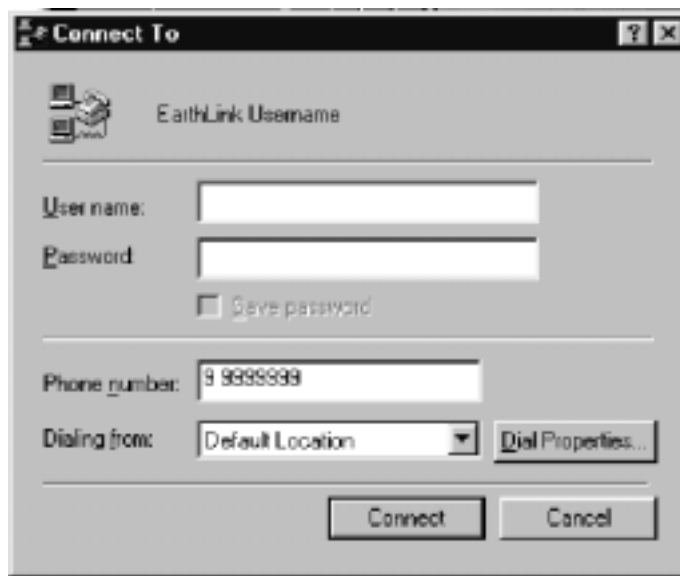 Connect To
EarthLink Username
User name:
Password:
Save password
Phone number: 9 9999999
Dialing from: Default Location Dial Properties...
Connect Cancel